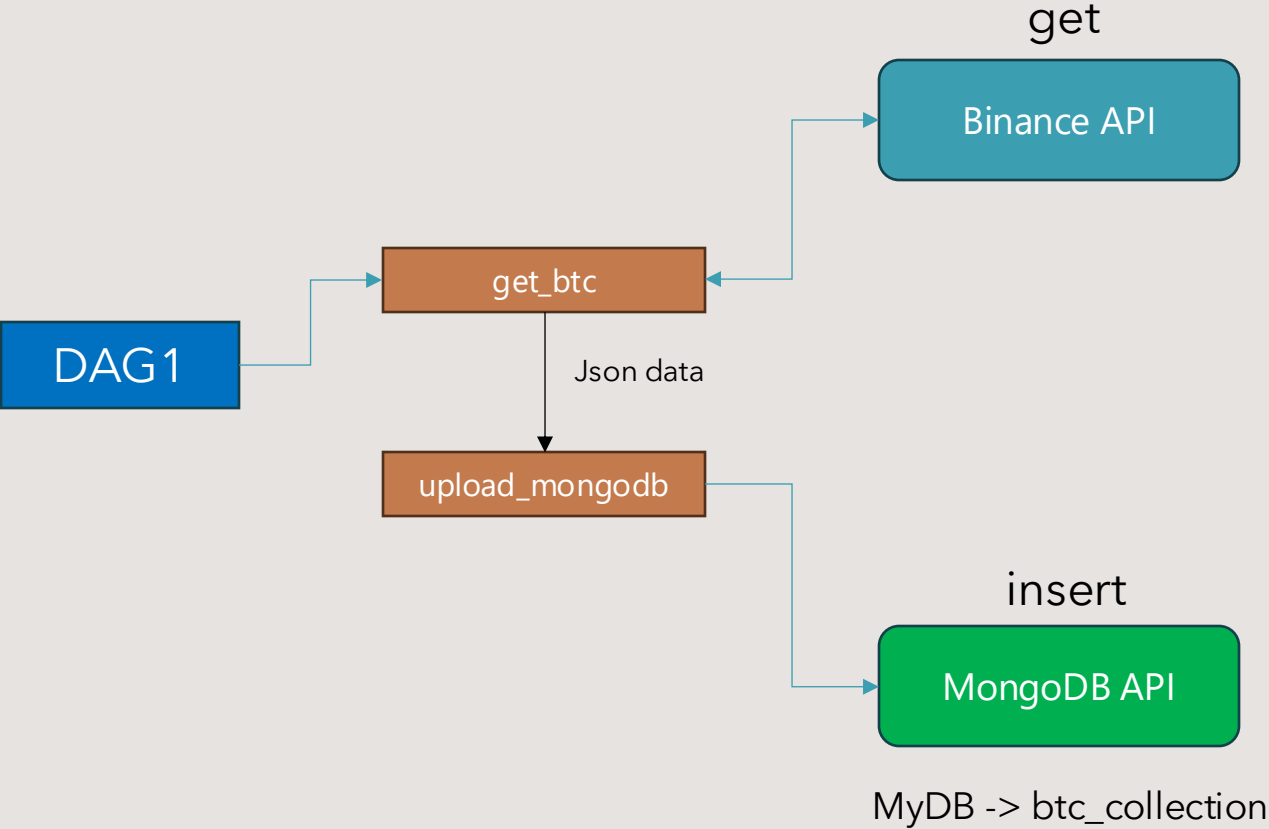 get
Binance API
get_btc
DAG1
Json data
upload_mongodb
insert
MongoDB API
MyDB -> btc_collection